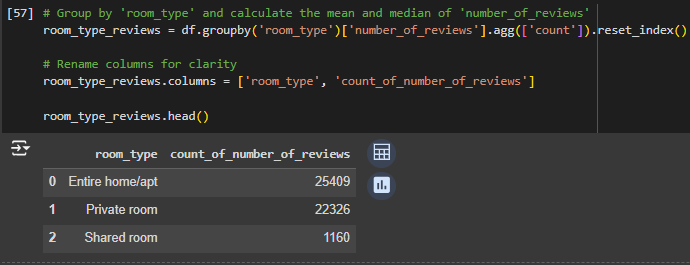 [57] # Group by 'room_type' and calculate the mean and median of 'number_of_reviews'
room_type_reviews = df.groupby('room_type')['number_of_reviews'].agg(['count']).reset_index()
# Rename columns for clarity
room_type_reviews.columns = ['room_type', 'count_of_number_of_reviews']
room_type_reviews.head()
room_type count_of_number_of_reviews
0 Entire home/apt 25409
1 Private room 22326
2 Shared room 1160